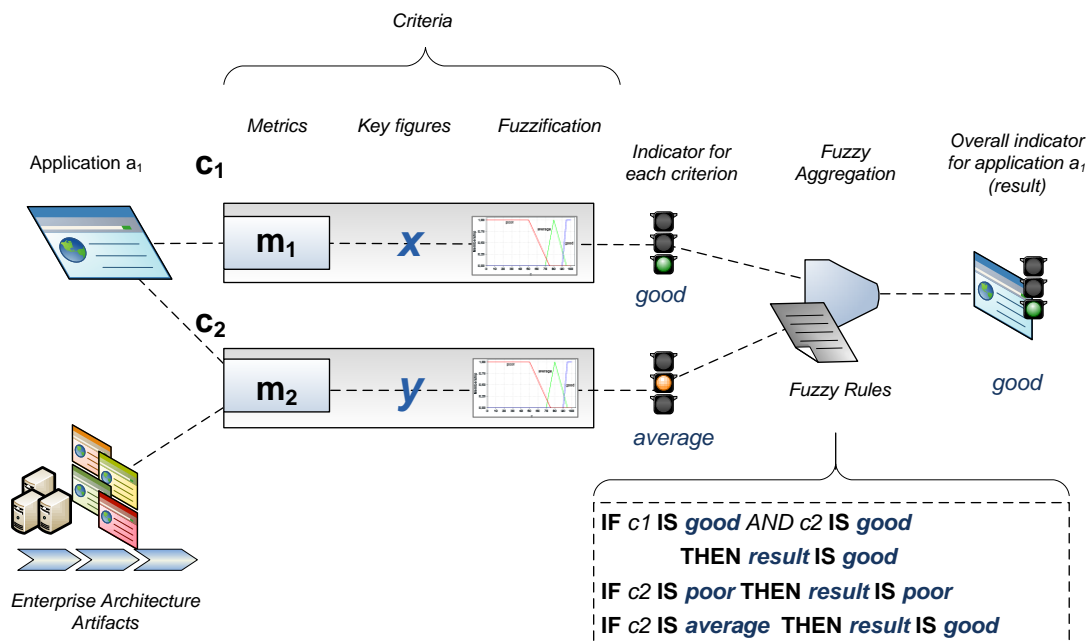 Criteria
Metrics
Key figures
Fuzzification
Application a1
c1
m1
x
Indicator for
each criterion
Fuzzy
Aggregation
Overall indicator
for application a1
(result)
good
c2
m2
y
average
Fuzzy Rules
good
Enterprise Architecture
Artifacts
IF c1 IS good AND c2 IS good
THEN result IS good
IF c2 IS poor THEN result IS poor
IF c2 IS average THEN result IS good